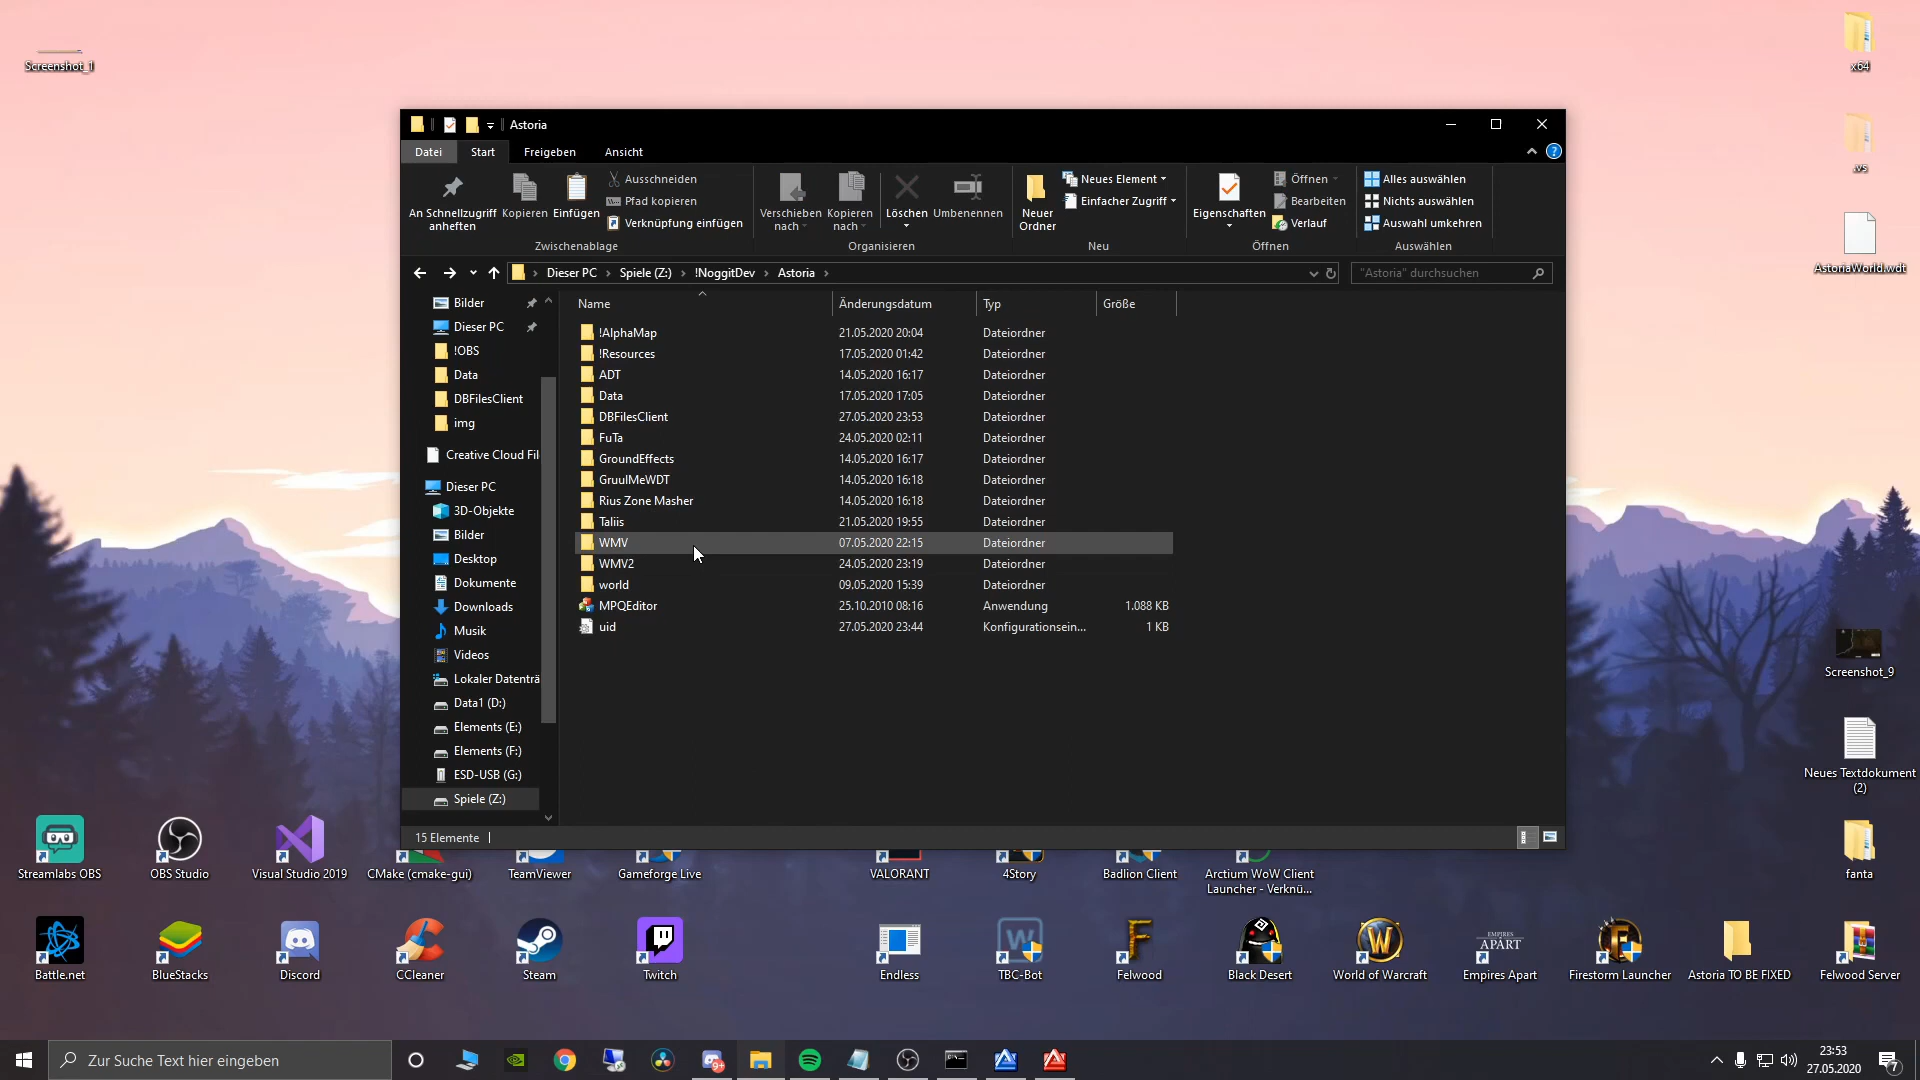 Screenshot_1
x64
.vs
AstoriaWorld.wdt
Astoria
Datei
Start
Freigeben
Ansicht
An Schnellzugriff
anheften
Kopieren
Einfügen
Ausschneiden
Pfad kopieren
Verknüpfung einfügen
Zwischenablage
Verschieben
nach
Kopieren
nach
Löschen
Umbenennen
Organisieren
Neuer
Ordner
Neues Element
Einfacher Zugriff
Neu
Eigenschaften
Öffnen
Bearbeiten
Verlauf
Öffnen
Alles auswählen
Nichts auswählen
Auswahl umkehren
Auswählen
Dieser PC
Spiele (Z:)
!NoggitDev
Astoria
"Astoria" durchsuchen
Bilder
Dieser PC
!OBS
Data
DBFilesClient
img
Creative Cloud Fil
Dieser PC
3D-Objekte
Bilder
Desktop
Dokumente
Downloads
Musik
Videos
Lokaler Datenträ
Data1 (D:)
Elements (E:)
Elements (F:)
ESD-USB (G:)
Spiele (Z:)
Name Änderungsdatum Typ Größe
!AlphaMap 21.05.2020 20:04 Dateiordner
!Resources 17.05.2020 01:42 Dateiordner
ADT 14.05.2020 16:17 Dateiordner
Data 17.05.2020 17:05 Dateiordner
DBFilesClient 27.05.2020 23:53 Dateiordner
FuTa 24.05.2020 02:11 Dateiordner
GroundEffects 14.05.2020 16:17 Dateiordner
GruulMeWDT 14.05.2020 16:18 Dateiordner
Rius Zone Masher 14.05.2020 16:18 Dateiordner
Taliis 21.05.2020 19:55 Dateiordner
WMV 07.05.2020 22:15 Dateiordner
WMV2 24.05.2020 23:19 Dateiordner
world 09.05.2020 15:39 Dateiordner
MPQEditor 25.10.2010 08:16 Anwendung 1.088 KB
uid 27.05.2020 23:44 Konfigurationsein... 1 KB
15 Elemente
Screenshot_9
Neues Textdokument
(2)
Streamlabs OBS
OBS Studio
Visual Studio 2019
CMake (cmake-gui)
TeamViewer
Gameforge Live
VALORANT
4Story
Badlion Client
Arctium WoW Client
Launcher - Verknü...
fanta
EMPIRES
APART
Battle.net
BlueStacks
Discord
CCleaner
Steam
Twitch
Endless
TBC-Bot
Felwood
Black Desert
World of Warcraft
Empires Apart
Firestorm Launcher
Astoria TO BE FIXED
Felwood Server
Zur Suche Text hier eingeben
9+
23:53
27.05.2020
7